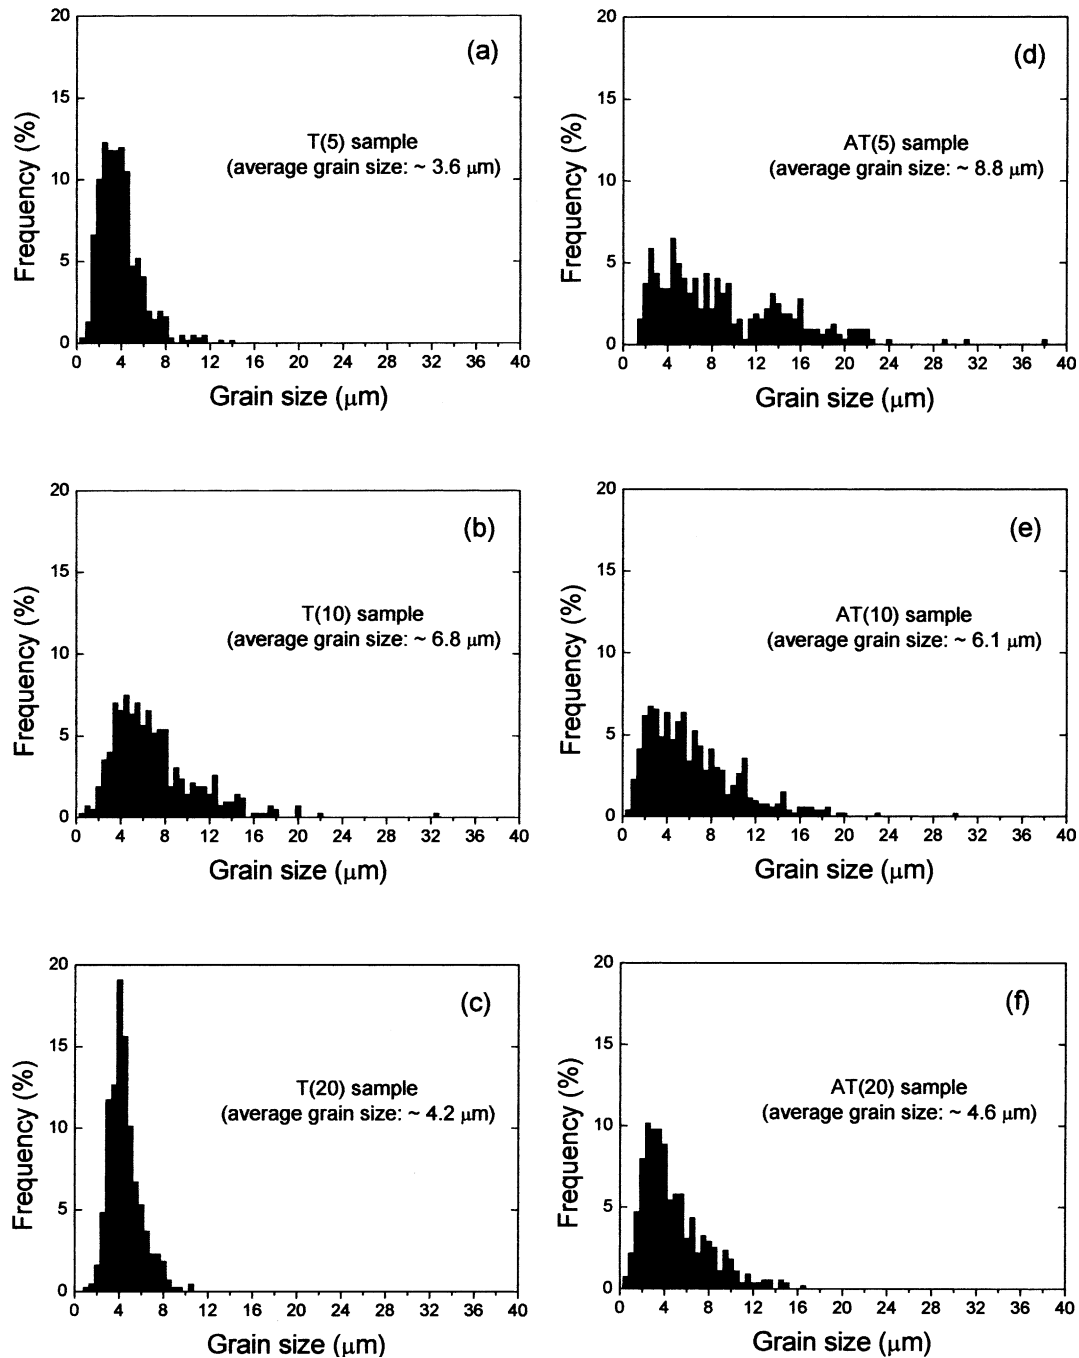 20
15
10
5
0
Frequency (%)
(a)
T(5) sample
(average grain size: ~ 3.6 μm)
0 4 8 12 16 20 24 28 32 36 40
Grain size (μm)
20
15
10
5
0
Frequency (%)
(d)
AT(5) sample
(average grain size: ~ 8.8 μm)
0 4 8 12 16 20 24 28 32 36 40
Grain size (μm)
20
15
10
5
0
Frequency (%)
(b)
T(10) sample
(average grain size: ~ 6.8 μm)
0 4 8 12 16 20 24 28 32 36 40
Grain size (μm)
20
15
10
5
0
Frequency (%)
(e)
AT(10) sample
(average grain size: ~ 6.1 μm)
0 4 8 12 16 20 24 28 32 36 40
Grain size (μm)
20
15
10
5
0
Frequency (%)
(c)
T(20) sample
(average grain size: ~ 4.2 μm)
0 4 8 12 16 20 24 28 32 36 40
Grain size (μm)
20
15
10
5
0
Frequency (%)
(f)
AT(20) sample
(average grain size: ~ 4.6 μm)
0 4 8 12 16 20 24 28 32 36 40
Grain size (μm)